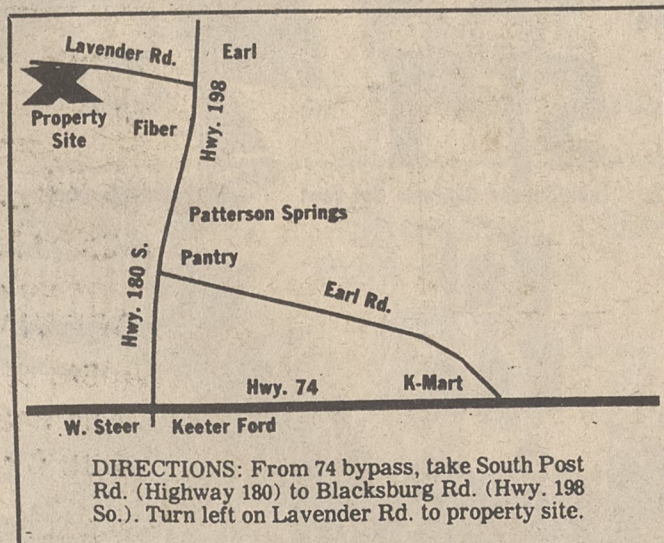 Lavender Rd.
Earl
Property
Site
Fiber
Hwy. 198
Patterson Springs
Pantry
Hwy. 180 S.
Earl Rd.
Hwy. 74
K-Mart
W. Steer
Keeter Ford
DIRECTIONS: From 74 bypass, take South Post
Rd. (Highway 180) to Blacksburg Rd. (Hwy. 198
So.). Turn left on Lavender Rd. to property site.